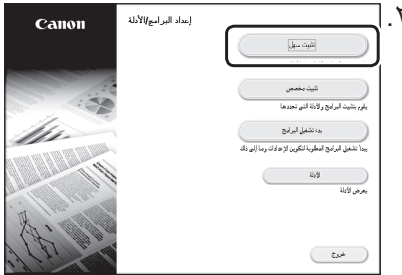 ٢.
Canon
إعداد البرامج/الأدلة
تثبيت سهل
تثبيت مخصص
يقوم بتثبيت البرامج والأدلة التي تحددها
بدء تشغيل البرامج
يبدأ تشغيل البرامج المطلوبة لتكوين الإعدادات وما إلى ذلك
الأدلة
يعرض الأدلة
خروج